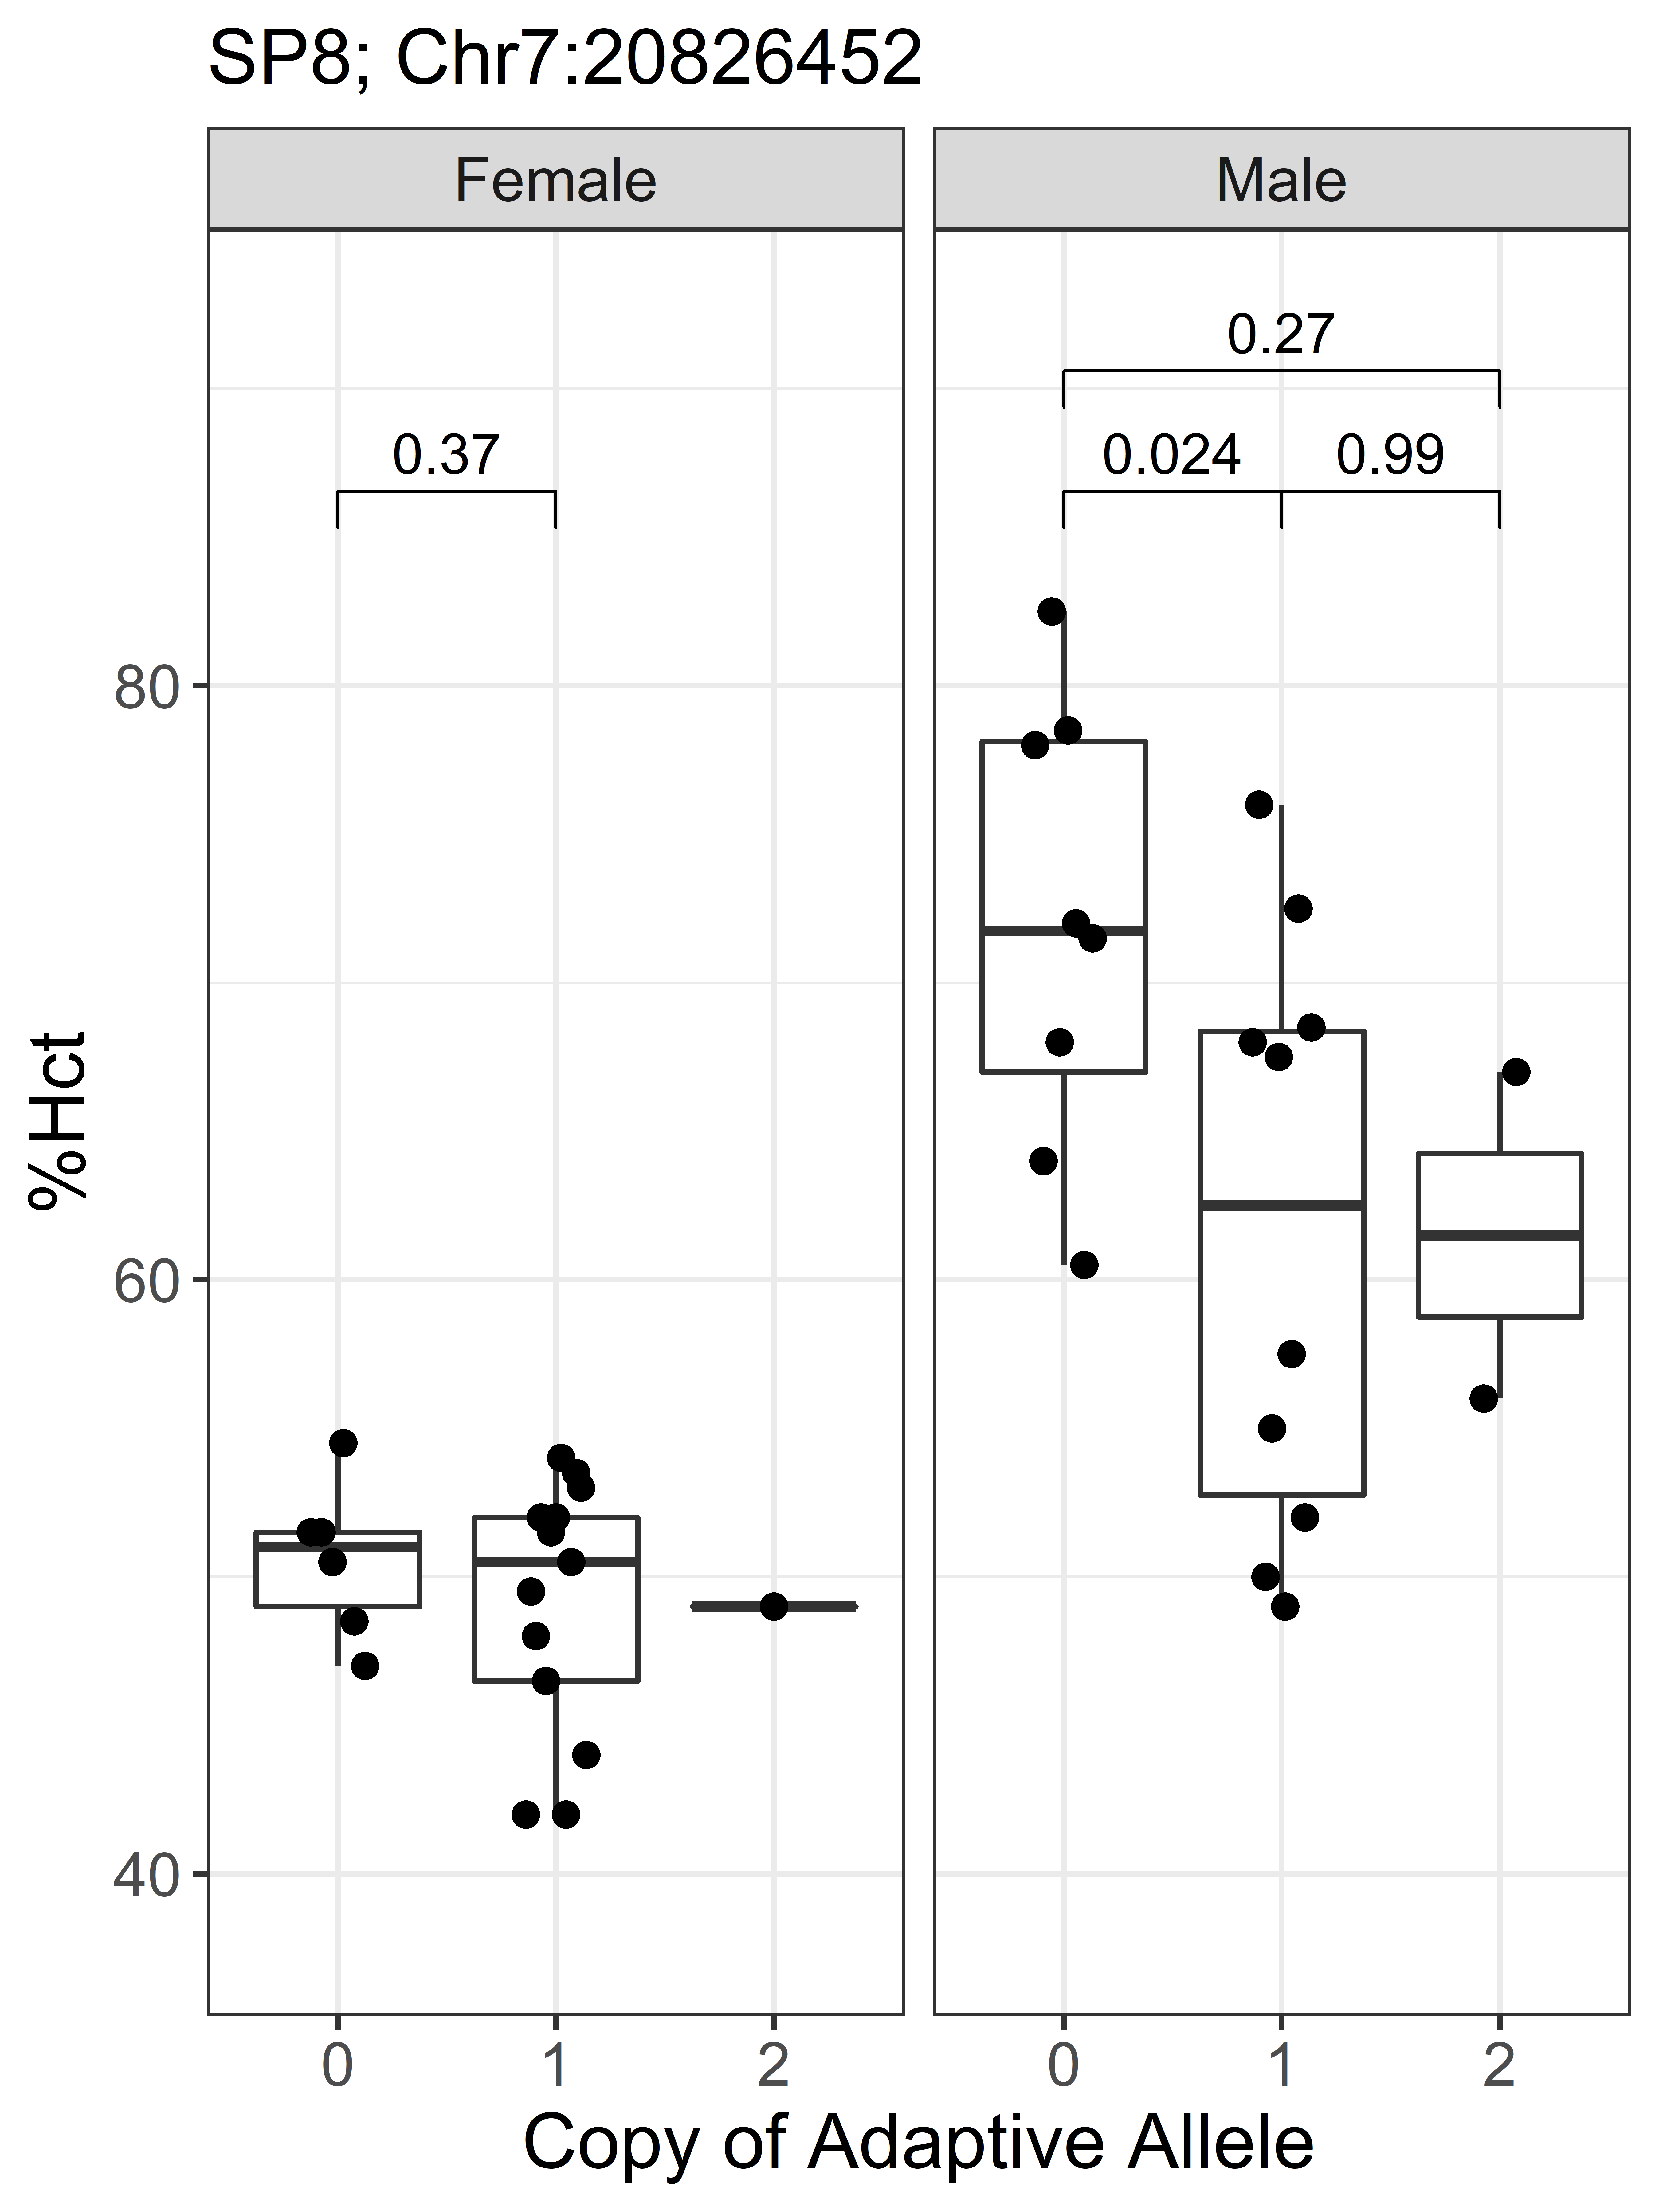 SP8; Chr7:20826452
Female
Male
0.27
0.37
0.024
0.99
%Hct
80
60
40
0 1 2
0 1 2
Copy of Adaptive Allele